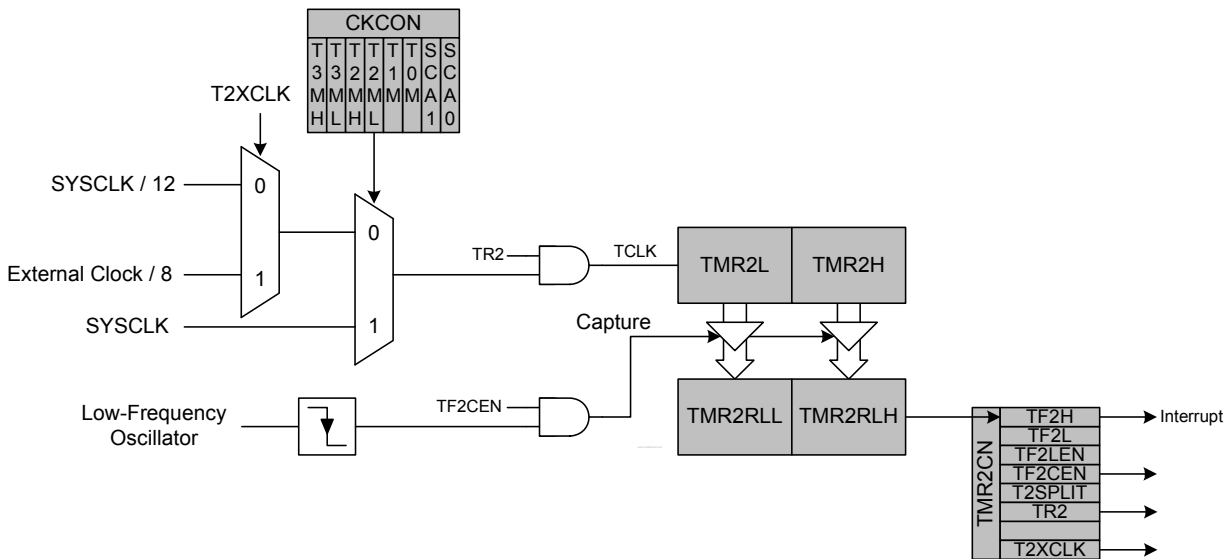 CKCON
T3MH
T3ML
T2MH
T2ML
T1M
T0M
SCA1
SCA0
T2XCLK
SYSCLK / 12
0
External Clock / 8
1
SYSCLK
0
1
TR2
TCLK
TMR2L
TMR2H
Capture
Low-Frequency
Oscillator
TF2CEN
TMR2RLL
TMR2RLH
TMR2CN
TF2H
TF2L
TF2LEN
TF2CEN
T2SPLIT
TR2
T2XCLK
Interrupt